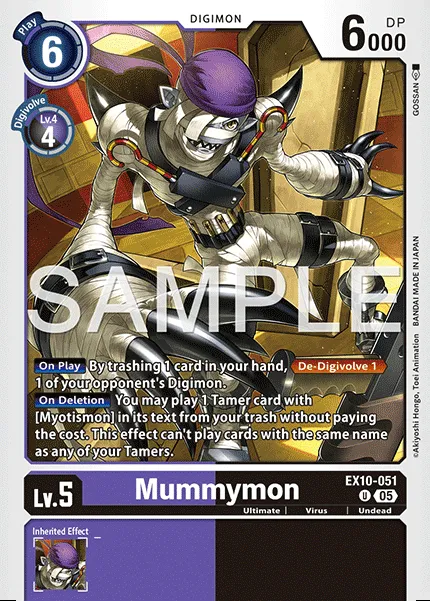 DIGIMON
Play
6
DP
6000
Digivolve
Lv.4
4
GOSSAN
©Akiyoshi Hongo, Toei Animation BANDAI MADE IN JAPAN
SAMPLE
On Play By trashing 1 card in your hand, De-Digivolve 1
1 of your opponent's Digimon.
On Deletion You may play 1 Tamer card with
[Myotismon] in its text from your trash without paying
the cost. This effect can't play cards with the same name
as any of your Tamers.
Lv.5
Mummymon
EX10-051
U 05
Ultimate | Virus | Undead
Inherited Effect
–